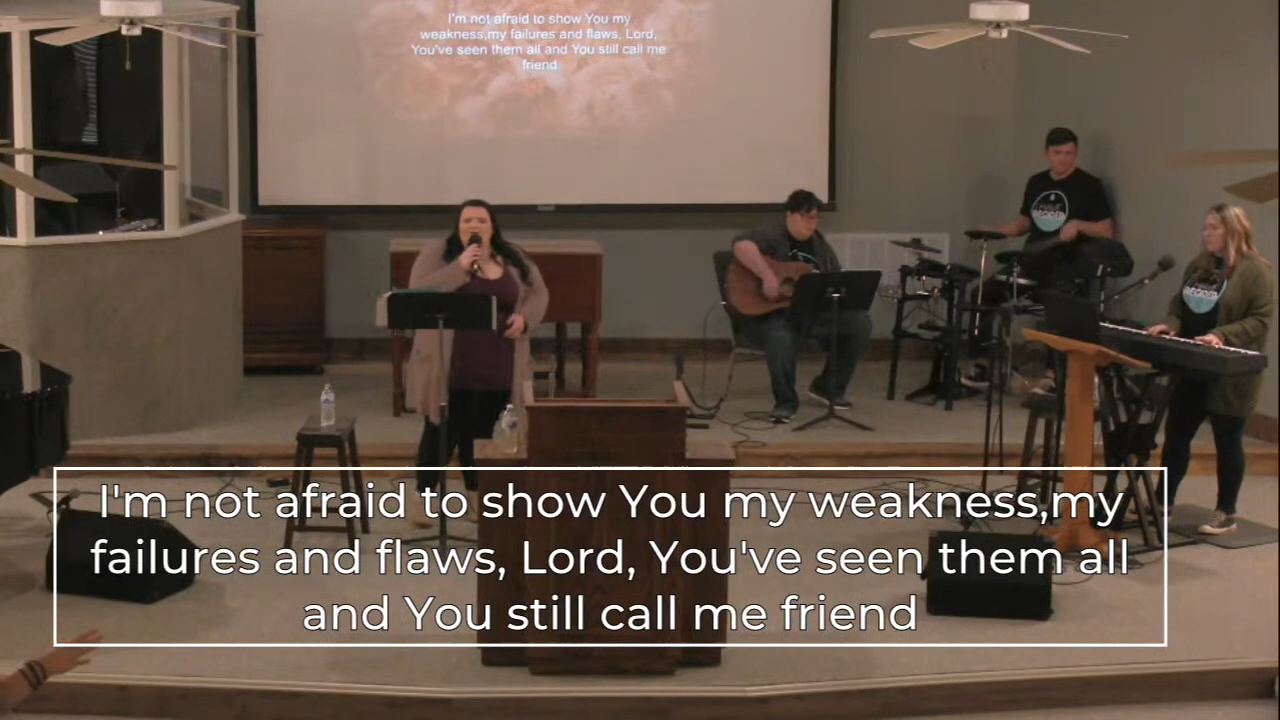 I'm not afraid to show You my
weakness,my failures and flaws, Lord,
You've seen them all and You still call me
friend
I'm not afraid to show You my weakness,my
failures and flaws, Lord, You've seen them all
and You still call me friend